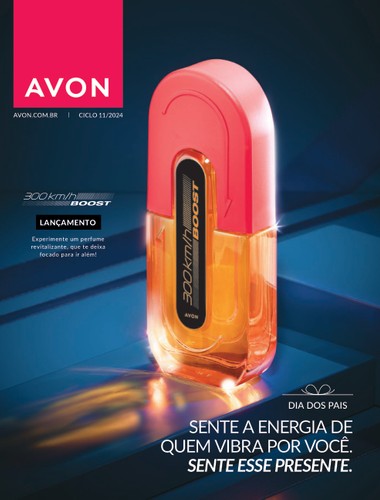 AVON
AVON.COM.BR | CICLO 11/2024
300 km/h BOOST
LANÇAMENTO
Experimente um perfume
revitalizante, que te deixa
focado para ir além!
300 km/h BOOST
AVON
DIA DOS PAIS
SENTE A ENERGIA DE
QUEM VIBRA POR VOCÊ.
SENTE ESSE PRESENTE.